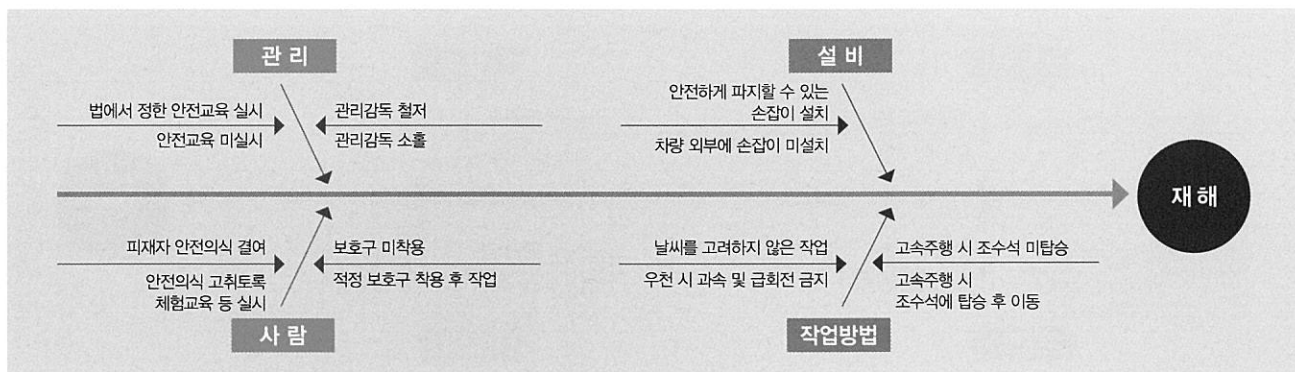 관리
설비
법에서 정한 안전교육 실시
안전교육 미실시
관리감독 철저
관리감독 소홀
안전하게 파지할 수 있는
손잡이 설치
차량 외부에 손잡이 미설치
재해
피재자 안전의식 결여
안전의식 고취토록
체험교육 등 실시
보호구 미착용
적정 보호구 착용 후 작업
날씨를 고려하지 않은 작업
우천 시 과속 및 급회전 금지
고속주행 시 조수석 미탑승
고속주행 시
조수석에 탑승 후 이동
사람
작업방법